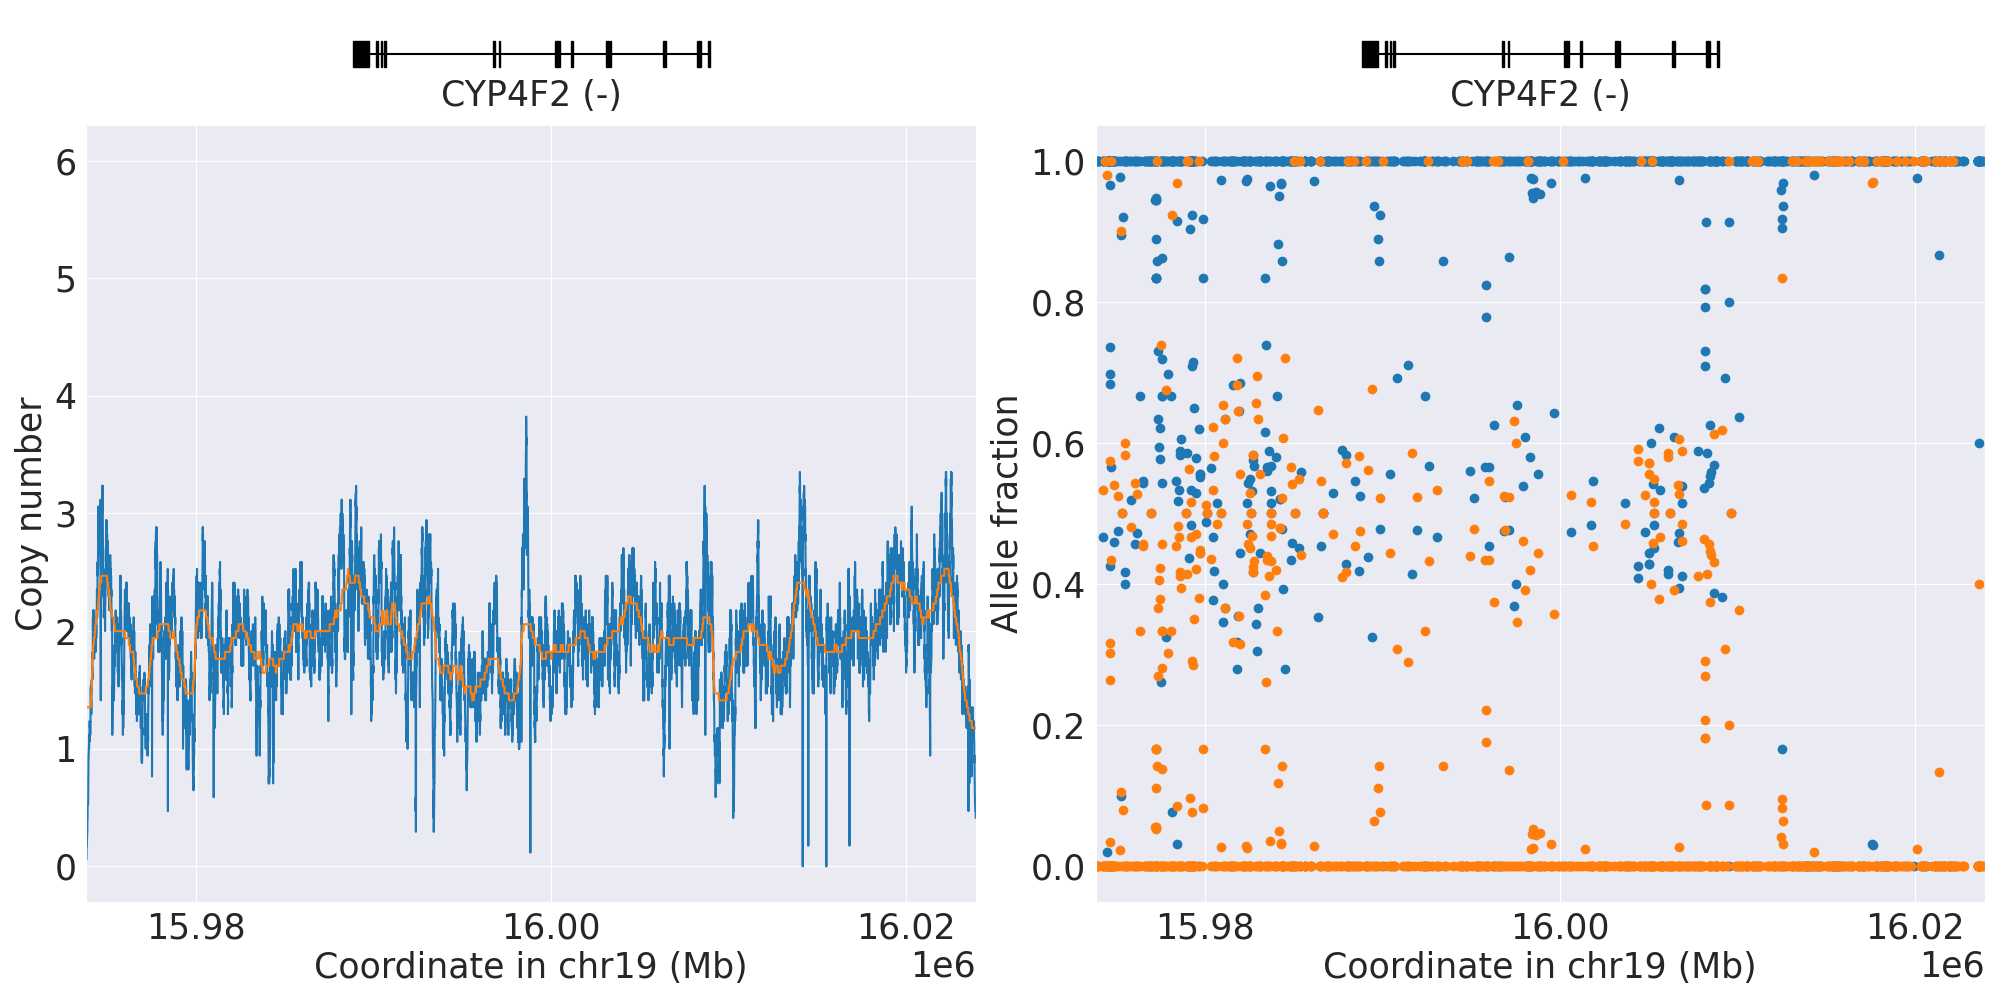 CYP4F2 (-)
6
5
4
3
2
1
0
Copy number
15.98
16.00
16.02
Coordinate in chr19 (Mb)
1e6
CYP4F2 (-)
1.0
0.8
0.6
0.4
0.2
0.0
Allele fraction
15.98
16.00
16.02
Coordinate in chr19 (Mb)
1e6